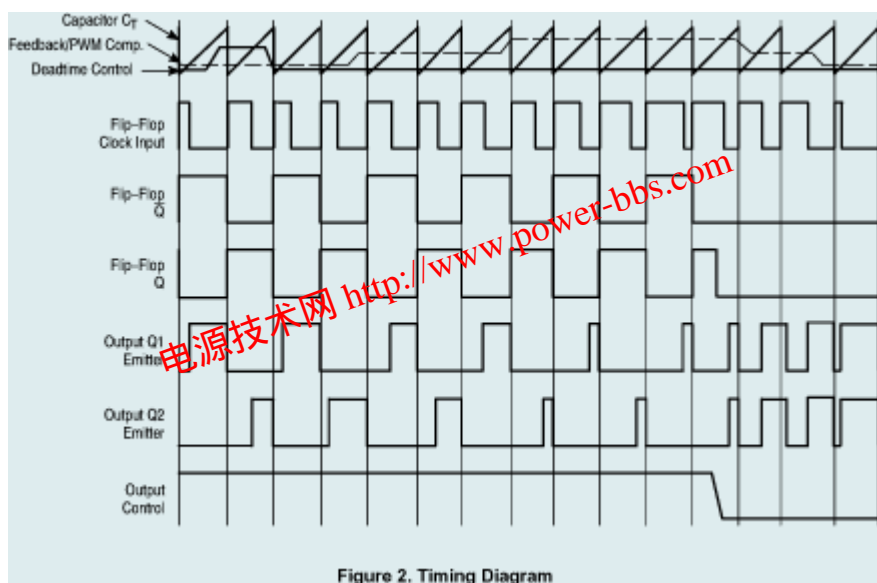 Capacitor CT
Feedback/PWM Comp.
Deadtime Control
Flip–Flop
Clock Input
Flip–Flop
Q
Flip–Flop
Q
Output Q1
Emitter
Output Q2
Emitter
Output
Control
电源技术网 http://www.power-bbs.com
Figure 2. Timing Diagram